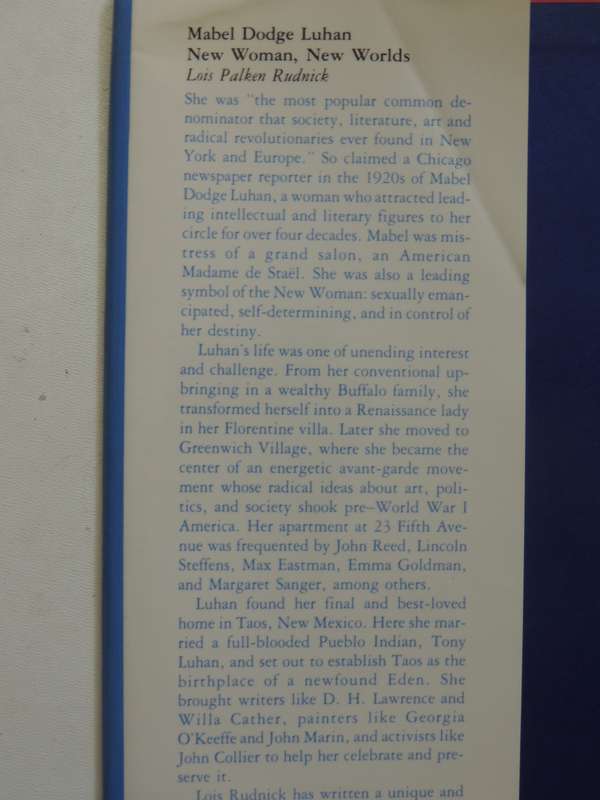 Mabel Dodge Luhan
New Woman, New Worlds
Lois Palken Rudnick
She was "the most popular common de-
nominator that society, literature, art and
radical revolutionaries ever found in New
York and Europe." So claimed a Chicago
newspaper reporter in the 1920s of Mabel
Dodge Luhan, a woman who attracted lead-
ing intellectual and literary figures to her
circle for over four decades. Mabel was mis-
tress of a grand salon, an American
Madame de Staël. She was also a leading
symbol of the New Woman: sexually eman-
cipated, self-determining, and in control of
her destiny.
Luhan's life was one of unending interest
and challenge. From her conventional up-
bringing in a wealthy Buffalo family, she
transformed herself into a Renaissance lady
in her Florentine villa. Later she moved to
Greenwich Village, where she became the
center of an energetic avant-garde move-
ment whose radical ideas about art, poli-
tics, and society shook pre–World War I
America. Her apartment at 23 Fifth Ave-
nue was frequented by John Reed, Lincoln
Steffens, Max Eastman, Emma Goldman,
and Margaret Sanger, among others.
Luhan found her final and best-loved
home in Taos, New Mexico. Here she mar-
ried a full-blooded Pueblo Indian, Tony
Luhan, and set out to establish Taos as the
birthplace of a newfound Eden. She
brought writers like D. H. Lawrence and
Willa Cather, painters like Georgia
O'Keeffe and John Marin, and activists like
John Collier to help her celebrate and pre-
serve it.
Lois Rudnick has written a unique and